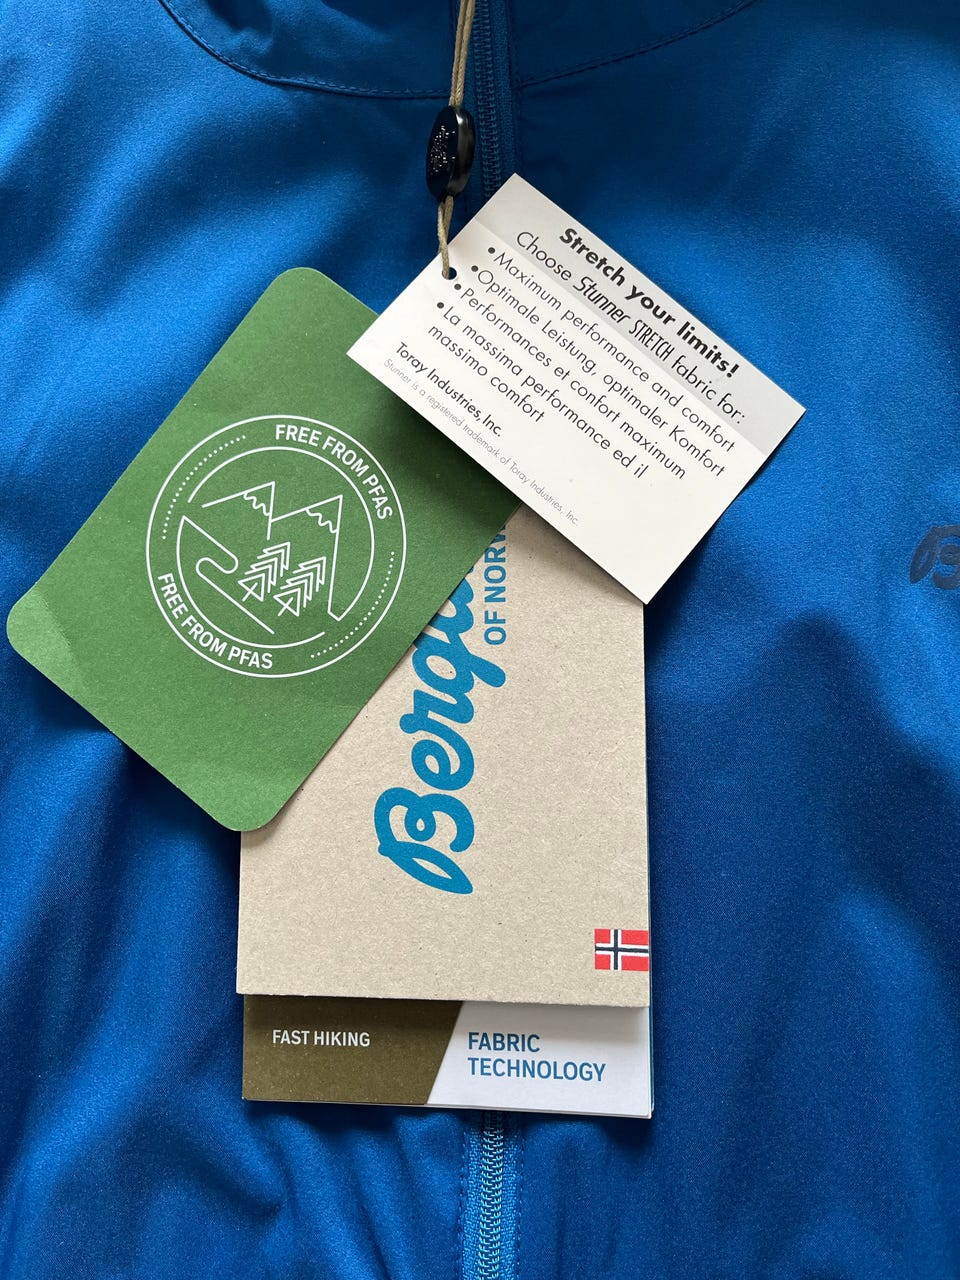 Stretch your limits!
Choose Stunner STRETCH fabric for:
• Maximum performance and comfort
• Optimale Leistung, optimaler Komfort
• Performances et confort maximum
• La massima performance ed il
massimo comfort
Toray Industries, Inc.
Stunner is a registered trademark of Toray Industries, Inc.
FREE FROM PFAS
FREE FROM PFAS
OF
FAST HIKING
FABRIC
TECHNOLOGY